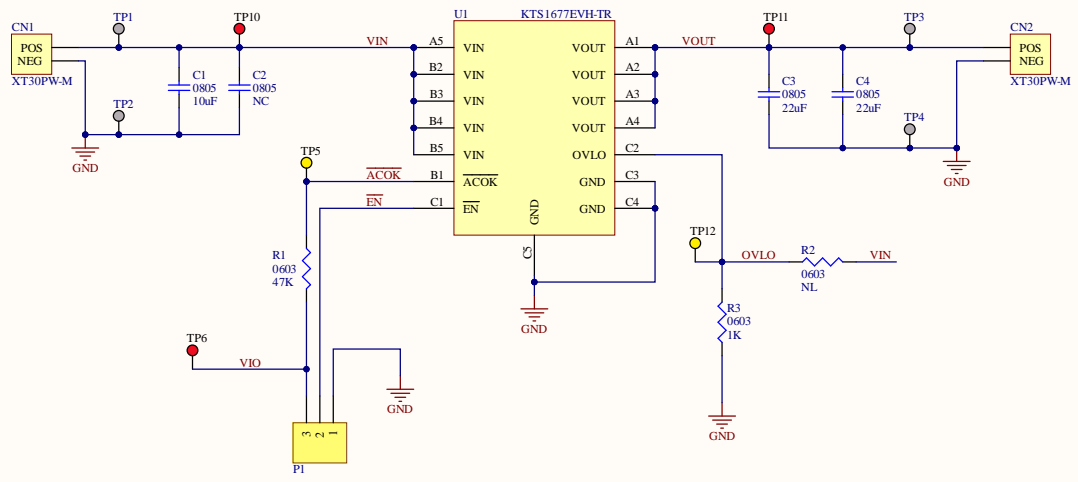 U1 KTS1677EVH-TR
CN1
POS
NEG
XT30PW-M
TP1
TP10
VIN
C1
0805
10uF
C2
0805
NC
TP2
GND
A5 VIN
B2 VIN
B3 VIN
B4 VIN
B5 VIN
B1 ACOK
C1 EN
VOUT A1
VOUT A2
VOUT A3
VOUT A4
OVLO C2
GND C3
GND C4
GND
C5
GND
VOUT
TP11
TP3
CN2
POS
NEG
XT30PW-M
C3
0805
22uF
C4
0805
22uF
TP4
GND
TP5
ACOK
EN
R1
0603
47K
TP6
VIO
GND
3 2 1
P1
TP12
OVLO
R2
0603
NL
VIN
R3
0603
1K
GND